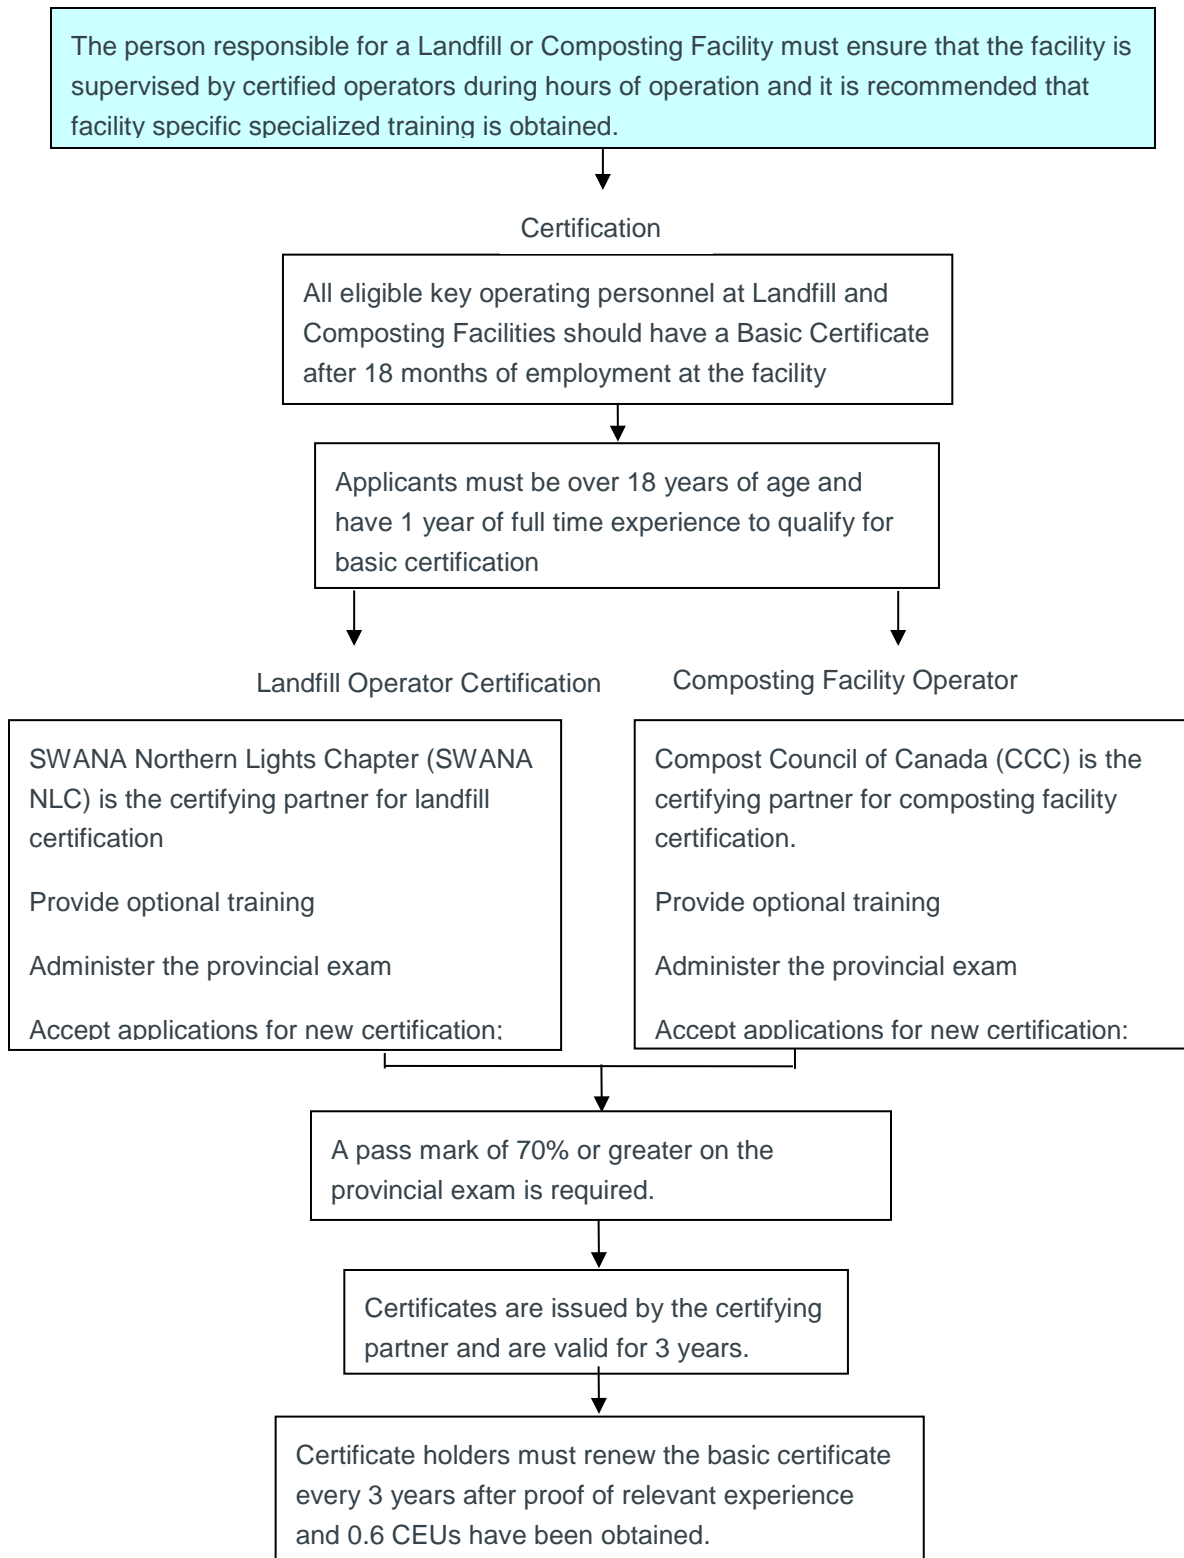 The person responsible for a Landfill or Composting Facility must ensure that the facility is
supervised by certified operators during hours of operation and it is recommended that
facility specific specialized training is obtained.
Certification
All eligible key operating personnel at Landfill and
Composting Facilities should have a Basic Certificate
after 18 months of employment at the facility
Applicants must be over 18 years of age and
have 1 year of full time experience to qualify for
basic certification
Landfill Operator Certification
Composting Facility Operator
SWANA Northern Lights Chapter (SWANA
NLC) is the certifying partner for landfill
certification
Provide optional training
Administer the provincial exam
Accept applications for new certification;
Compost Council of Canada (CCC) is the
certifying partner for composting facility
certification.
Provide optional training
Administer the provincial exam
Accept applications for new certification:
A pass mark of 70% or greater on the
provincial exam is required.
Certificates are issued by the certifying
partner and are valid for 3 years.
Certificate holders must renew the basic certificate
every 3 years after proof of relevant experience
and 0.6 CEUs have been obtained.